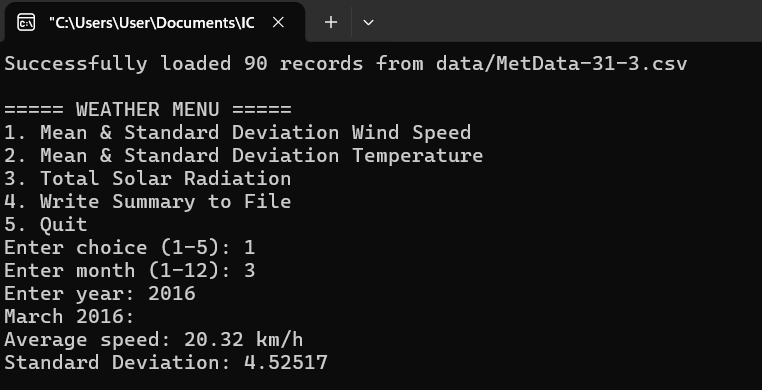 "C:\Users\User\Documents\IC
Successfully loaded 90 records from data/MetData-31-3.csv
===== WEATHER MENU =====
1. Mean & Standard Deviation Wind Speed
2. Mean & Standard Deviation Temperature
3. Total Solar Radiation
4. Write Summary to File
5. Quit
Enter choice (1-5): 1
Enter month (1-12): 3
Enter year: 2016
March 2016:
Average speed: 20.32 km/h
Standard Deviation: 4.52517